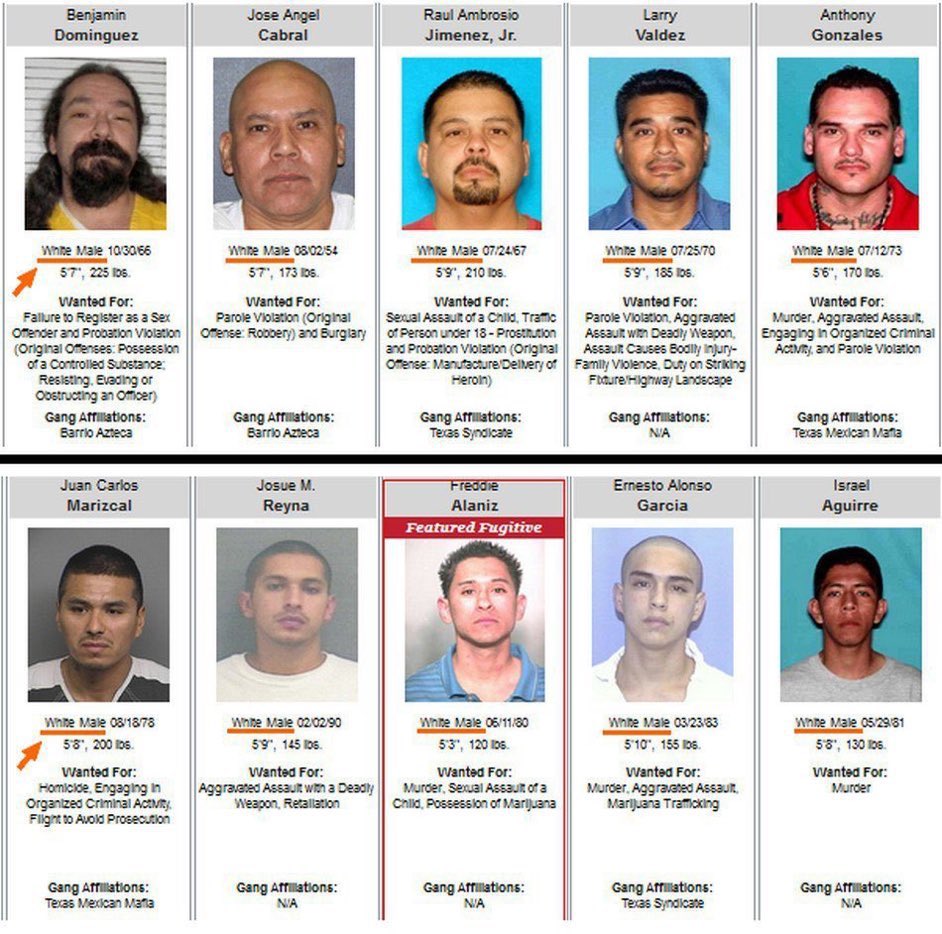 Benjamin
Dominguez
White Male 10/30/66
5'7", 225 lbs.
Wanted For:
Failure to Register as a Sex
Offender and Probation Violation
(Original Offenses: Possession
of a Controlled Substance;
Resisting, Evading or
Obstructing an Officer)
Gang Affiliations:
Barrio Azteca
Jose Angel
Cabral
White Male 08/02/54
5'7", 173 lbs.
Wanted For:
Parole Violation (Original
Offense: Robbery) and Burglary
Gang Affiliations:
Barrio Azteca
Raul Ambrosio
Jimenez, Jr.
White Male 07/24/67
5'9", 210 lbs.
Wanted For:
Sexual Assault of a Child, Traffic
of Person under 18 - Prostitution
and Probation Violation (Original
Offense: Manufacture/Delivery of
Heroin)
Gang Affiliations:
Texas Syndicate
Larry
Valdez
White Male 07/25/70
5'9", 185 lbs.
Wanted For:
Parole Violation, Aggravated
Assault with Deadly Weapon,
Assault Causes Bodily Injury-
Family Violence, Duty on Striking
Fixture/Highway Landscape
Gang Affiliations:
N/A
Anthony
Gonzales
White Male 07/12/73
5'6", 170 lbs.
Wanted For:
Murder, Aggravated Assault,
Engaging in Organized Criminal
Activity, and Parole Violation
Gang Affiliations:
Texas Mexican Mafia
Juan Carlos
Marizcal
White Male 08/18/78
5'8", 200 lbs.
Wanted For:
Homicide, Engaging in
Organized Criminal Activity,
Flight to Avoid Prosecution
Gang Affiliations:
Texas Mexican Mafia
Josue M.
Reyna
White Male 02/02/90
5'9", 145 lbs.
Wanted For:
Aggravated Assault with a Deadly
Weapon, Retaliation
Gang Affiliations:
N/A
Freddie
Alaniz
Featured Fugitive
White Male 06/11/80
5'3", 120 lbs.
Wanted For:
Murder, Sexual Assault of a
Child, Possession of Marijuana
Gang Affiliations:
N/A
Ernesto Alonso
Garcia
White Male 03/23/83
5'10", 155 lbs.
Wanted For:
Murder, Aggravated Assault,
Marijuana Trafficking
Gang Affiliations:
Texas Syndicate
Israel
Aguirre
White Male 05/29/81
5'8", 130 lbs.
Wanted For:
Murder
Gang Affiliations:
N/A